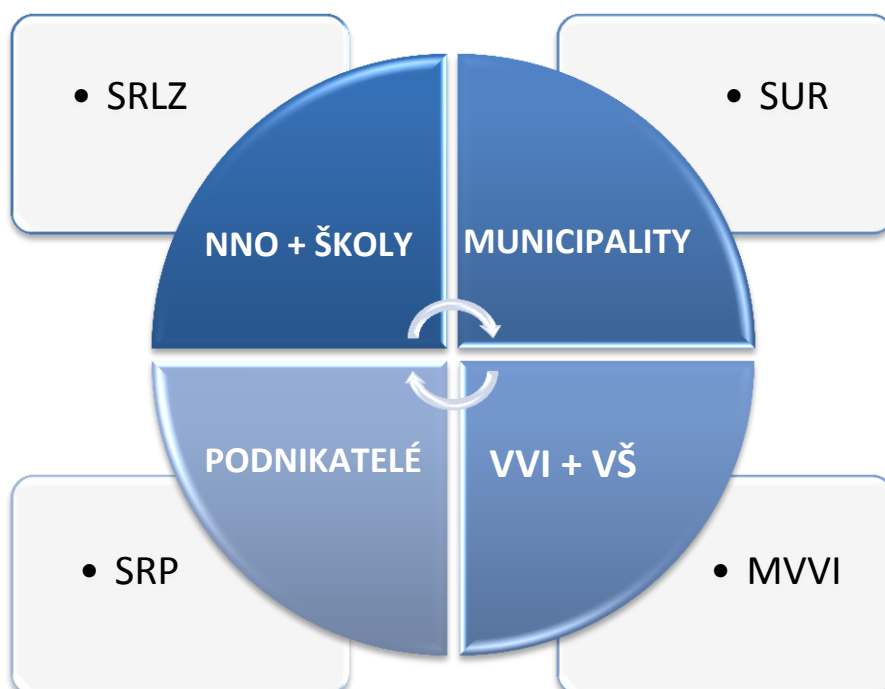 • SRLZ
• SUR
NNO + ŠKOLY
MUNICIPALITY
PODNIKATELÉ
VVI + VŠ
• SRP
• MVVI